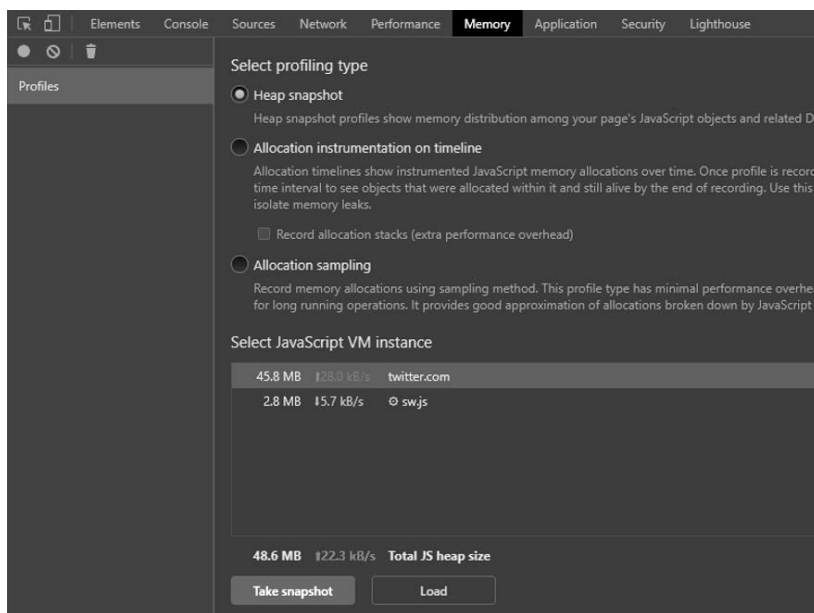 Elements Console Sources Network Performance Memory Application Security Lighthouse
Profiles
Select profiling type
Heap snapshot
Heap snapshot profiles show memory distribution among your page's JavaScript objects and related D
Allocation instrumentation on timeline
Allocation timelines show instrumented JavaScript memory allocations over time. Once profile is record
time interval to see objects that were allocated within it and still alive by the end of recording. Use this
isolate memory leaks.
Record allocation stacks (extra performance overhead)
Allocation sampling
Record memory allocations using sampling method. This profile type has minimal performance overhea
for long running operations. It provides good approximation of allocations broken down by JavaScript
Select JavaScript VM instance
45.8 MB ⬆28.0 kB/s twitter.com
2.8 MB ⬇5.7 kB/s ⚙ sw.js
48.6 MB ⬆22.3 kB/s Total JS heap size
Take snapshot Load